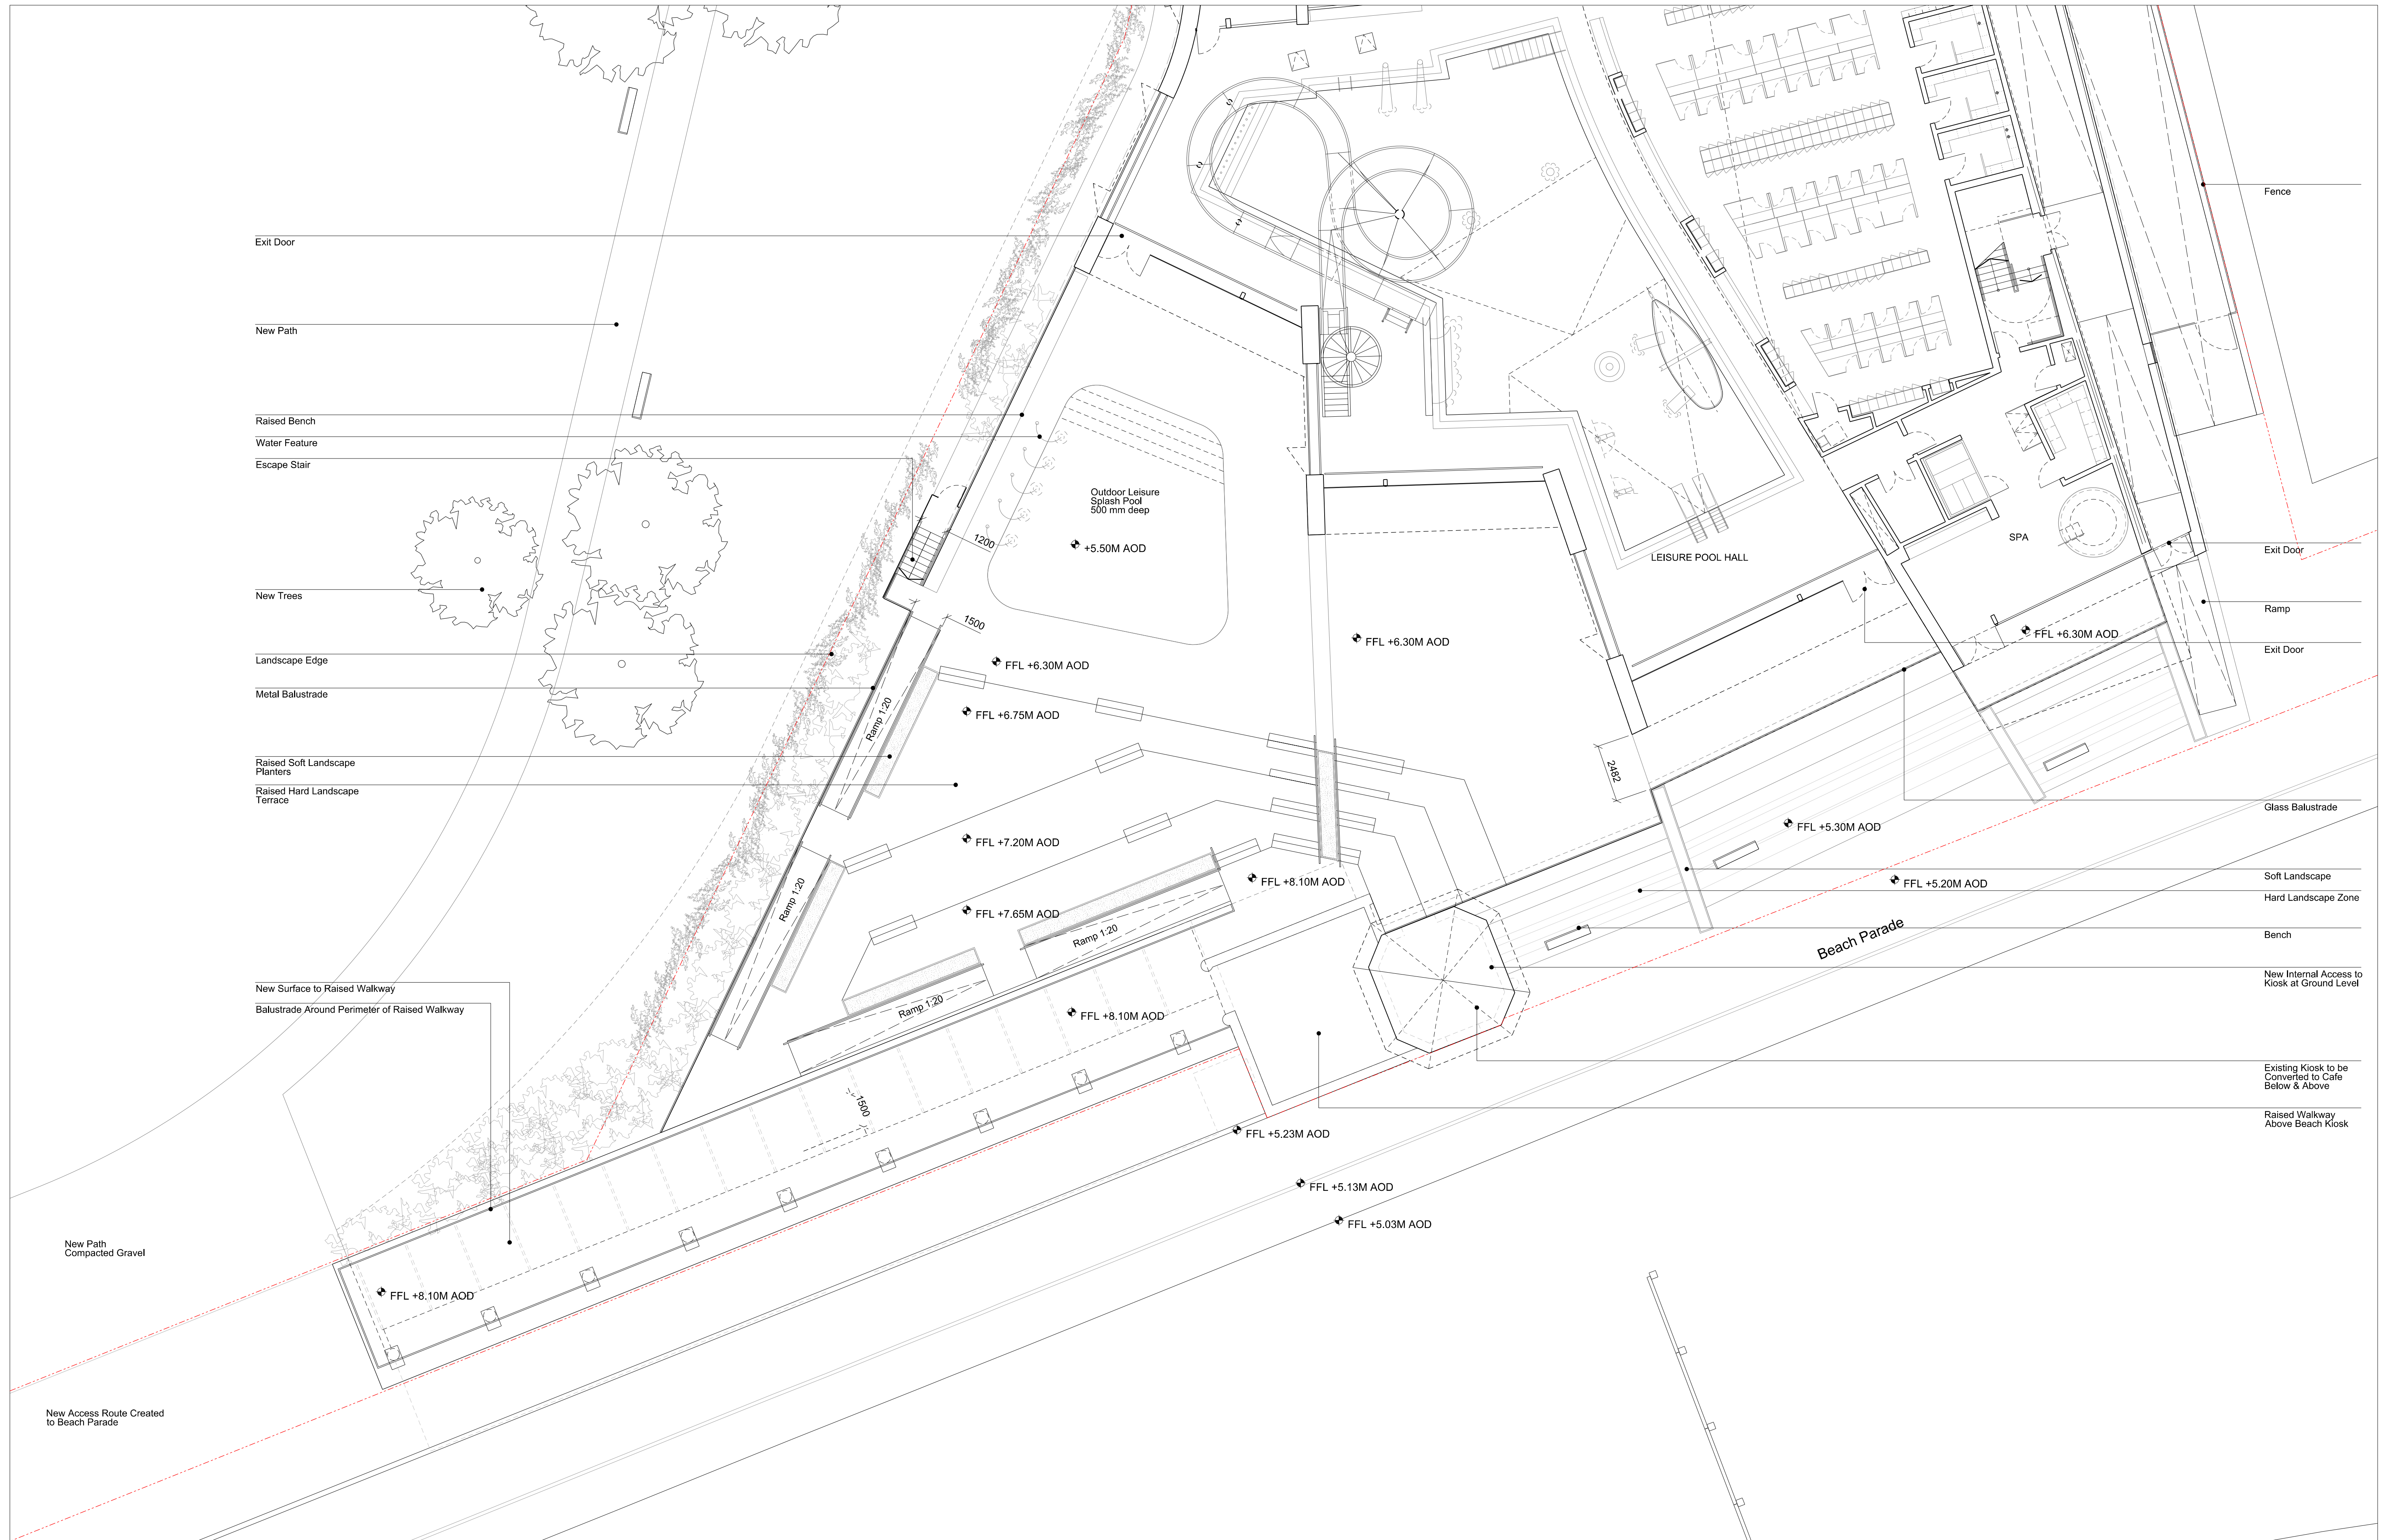 Exit Door
New Path
Raised Bench
Water Feature
Escape Stair
New Trees
Landscape Edge
Metal Balustrade
Raised Soft Landscape
Planters
Raised Hard Landscape
Terrace
New Surface to Raised Walkway
Balustrade Around Perimeter of Raised Walkway
New Path
Compacted Gravel
New Access Route Created
to Beach Parade
Outdoor Leisure
Splash Pool
500 mm deep
+5.50M AOD
1200
1500
FFL +6.30M AOD
FFL +6.75M AOD
FFL +7.20M AOD
FFL +7.65M AOD
FFL +8.10M AOD
FFL +8.10M AOD
FFL +8.10M AOD
Ramp 1:20
Ramp 1:20
Ramp 1:20
Ramp 1:20
1500
FFL +6.30M AOD
LEISURE POOL HALL
SPA
FFL +6.30M AOD
2482
FFL +5.30M AOD
FFL +5.20M AOD
Beach Parade
FFL +5.23M AOD
FFL +5.13M AOD
FFL +5.03M AOD
Fence
Exit Door
Ramp
Exit Door
Glass Balustrade
Soft Landscape
Hard Landscape Zone
Bench
New Internal Access to
Kiosk at Ground Level
Existing Kiosk to be
Converted to Cafe
Below & Above
Raised Walkway
Above Beach Kiosk